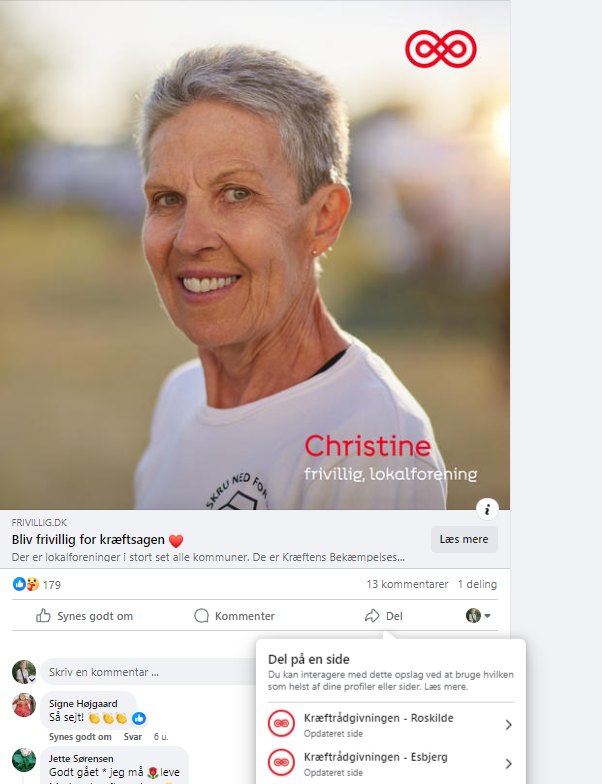 SKRU NED FOR
Christine
frivillig, lokalforening
i
FRIVILLIG.DK
Bliv frivillig for kræftsagen
Læs mere
Der er lokalforeninger i stort set alle kommuner. De er Kræftens Bekæmpelses...
179
13 kommentarer 1 deling
Synes godt om
Kommenter
Del
Del på en side
Du kan interagere med dette opslag ved at bruge hvilken
som helst af dine profiler eller sider. Læs mere.
Skriv en kommentar ...
Signe Højgaard
Så sejt! 👏👏👏
Synes godt om Svar 6 u.
Kræftrådgivningen - Roskilde
Opdateret side
Jette Sørensen
Godt gået * jeg må 🌹leve
Kræftrådgivningen - Esbjerg
Opdateret side